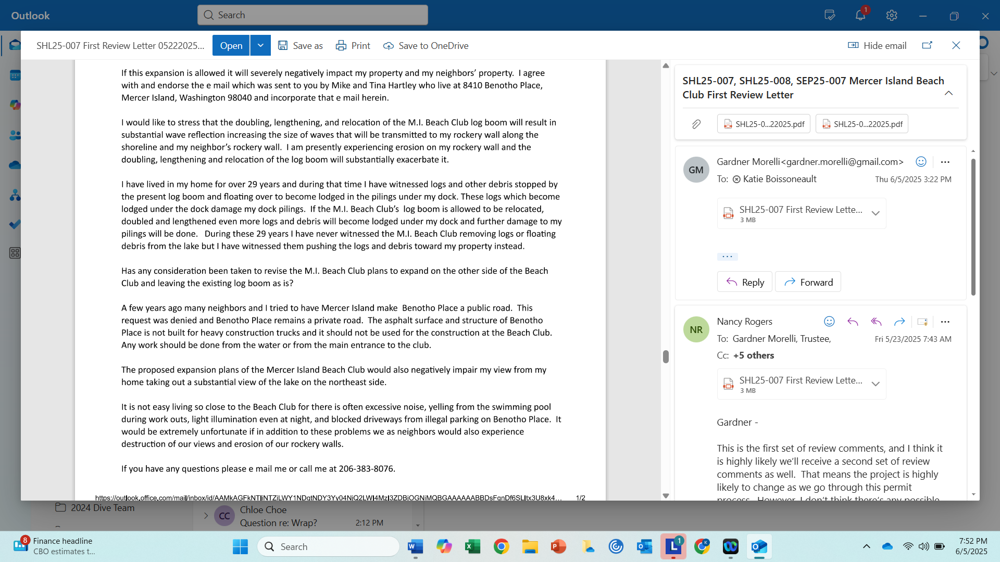 Outlook
Search
1
SHL25-007 First Review Letter 05222025...
Open
Save as
Print
Save to OneDrive
Hide email
If this expansion is allowed it will severely negatively impact my property and my neighbors’ property.  I agree
with and endorse the e mail which was sent to you by Mike and Tina Hartley who live at 8410 Benotho Place,
Mercer Island, Washington 98040 and incorporate that e mail herein.
I would like to stress that the doubling, lengthening, and relocation of the M.I. Beach Club log boom will result in
substantial wave reflection increasing the size of waves that will be transmitted to my rockery wall along the
shoreline and my neighbor’s rockery wall.  I am presently experiencing erosion on my rockery wall and the
doubling, lengthening and relocation of the log boom will substantially exacerbate it.
I have lived in my home for over 29 years and during that time I have witnessed logs and other debris stopped by
the present log boom and floating over to become lodged in the pilings under my dock. These logs which become
lodged under the dock damage my dock pilings.  If the M.I. Beach Club’s  log boom is allowed to be relocated,
doubled and lengthened even more logs and debris will become lodged under my dock and further damage to my
pilings will be done.   During these 29 years I have never witnessed the M.I. Beach Club removing logs or floating
debris from the lake but I have witnessed them pushing the logs and debris toward my property instead.
Has any consideration been taken to revise the M.I. Beach Club plans to expand on the other side of the Beach
Club and leaving the existing log boom as is?
A few years ago many neighbors and I tried to have Mercer Island make  Benotho Place a public road.  This
request was denied and Benotho Place remains a private road.  The asphalt surface and structure of Benotho
Place is not built for heavy construction trucks and it should not be used for the construction at the Beach Club.
Any work should be done from the water or from the main entrance to the club.
The proposed expansion plans of the Mercer Island Beach Club would also negatively impair my view from my
home taking out a substantial view of the lake on the northeast side.
It is not easy living so close to the Beach Club for there is often excessive noise, yelling from the swimming pool
during work outs, light illumination even at night, and blocked driveways from illegal parking on Benotho Place.  It
would be extremely unfortunate if in addition to these problems we as neighbors would also experience
destruction of our views and erosion of our rockery walls.
If you have any questions please e mail me or call me at 206-383-8076.
1/2
SHL25-007, SHL25-008, SEP25-007 Mercer Island Beach
Club First Review Letter
SHL25-0...22025.pdf
SHL25-0...22025.pdf
GM
Gardner Morelli<gardner.morelli@gmail.com>
To: Katie Boissoneault
Thu 6/5/2025 3:22 PM
SHL25-007 First Review Lette...
3 MB
...
Reply
Forward
NR
Nancy Rogers
To: Gardner Morelli, Trustee,
Fri 5/23/2025 7:43 AM
Cc: +5 others
SHL25-007 First Review Lette...
3 MB
Gardner -
This is the first set of review comments, and I think it
is highly likely we’ll receive a second set of review
comments as well.  That means the project is highly
likely to change as we go through this permit
process.  However, I don’t think there’s any possible
2024 Dive Team
CC
Chloe Choe
Question re: Wrap?
2:12 PM
8
Finance headline
CBO estimates t...
Search
1
7:52 PM
6/5/2025